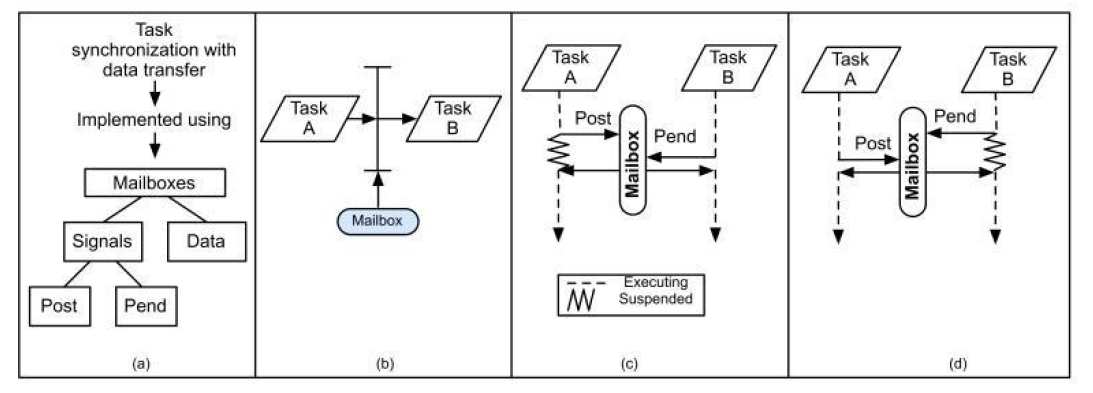 Task
synchronization with
data transfer
Implemented using
Mailboxes
Signals
Data
Post
Pend
(a)
Task
A
Task
B
Mailbox
(b)
Task
A
Task
B
Post
Pend
Mailbox
Executing
Suspended
(c)
Task
A
Task
B
Pend
Post
Mailbox
(d)